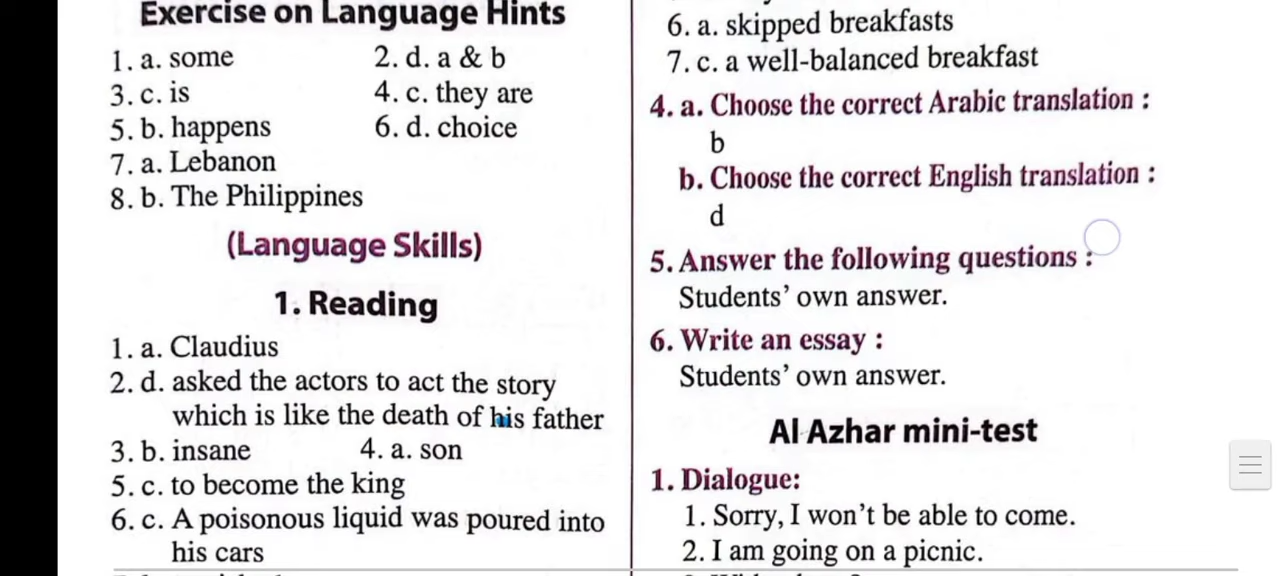 Exercise on Language Hints
1. a. some 2. d. a & b
3. c. is 4. c. they are
5. b. happens 6. d. choice
7. a. Lebanon
8. b. The Philippines
(Language Skills)
1. Reading
1. a. Claudius
2. d. asked the actors to act the story
which is like the death of his father
3. b. insane 4. a. son
5. c. to become the king
6. c. A poisonous liquid was poured into
his cars
6. a. skipped breakfasts
7. c. a well-balanced breakfast
4. a. Choose the correct Arabic translation :
b
b. Choose the correct English translation :
d
5. Answer the following questions :
Students' own answer.
6. Write an essay :
Students' own answer.
Al Azhar mini-test
1. Dialogue:
1. Sorry, I won't be able to come.
2. I am going on a picnic.